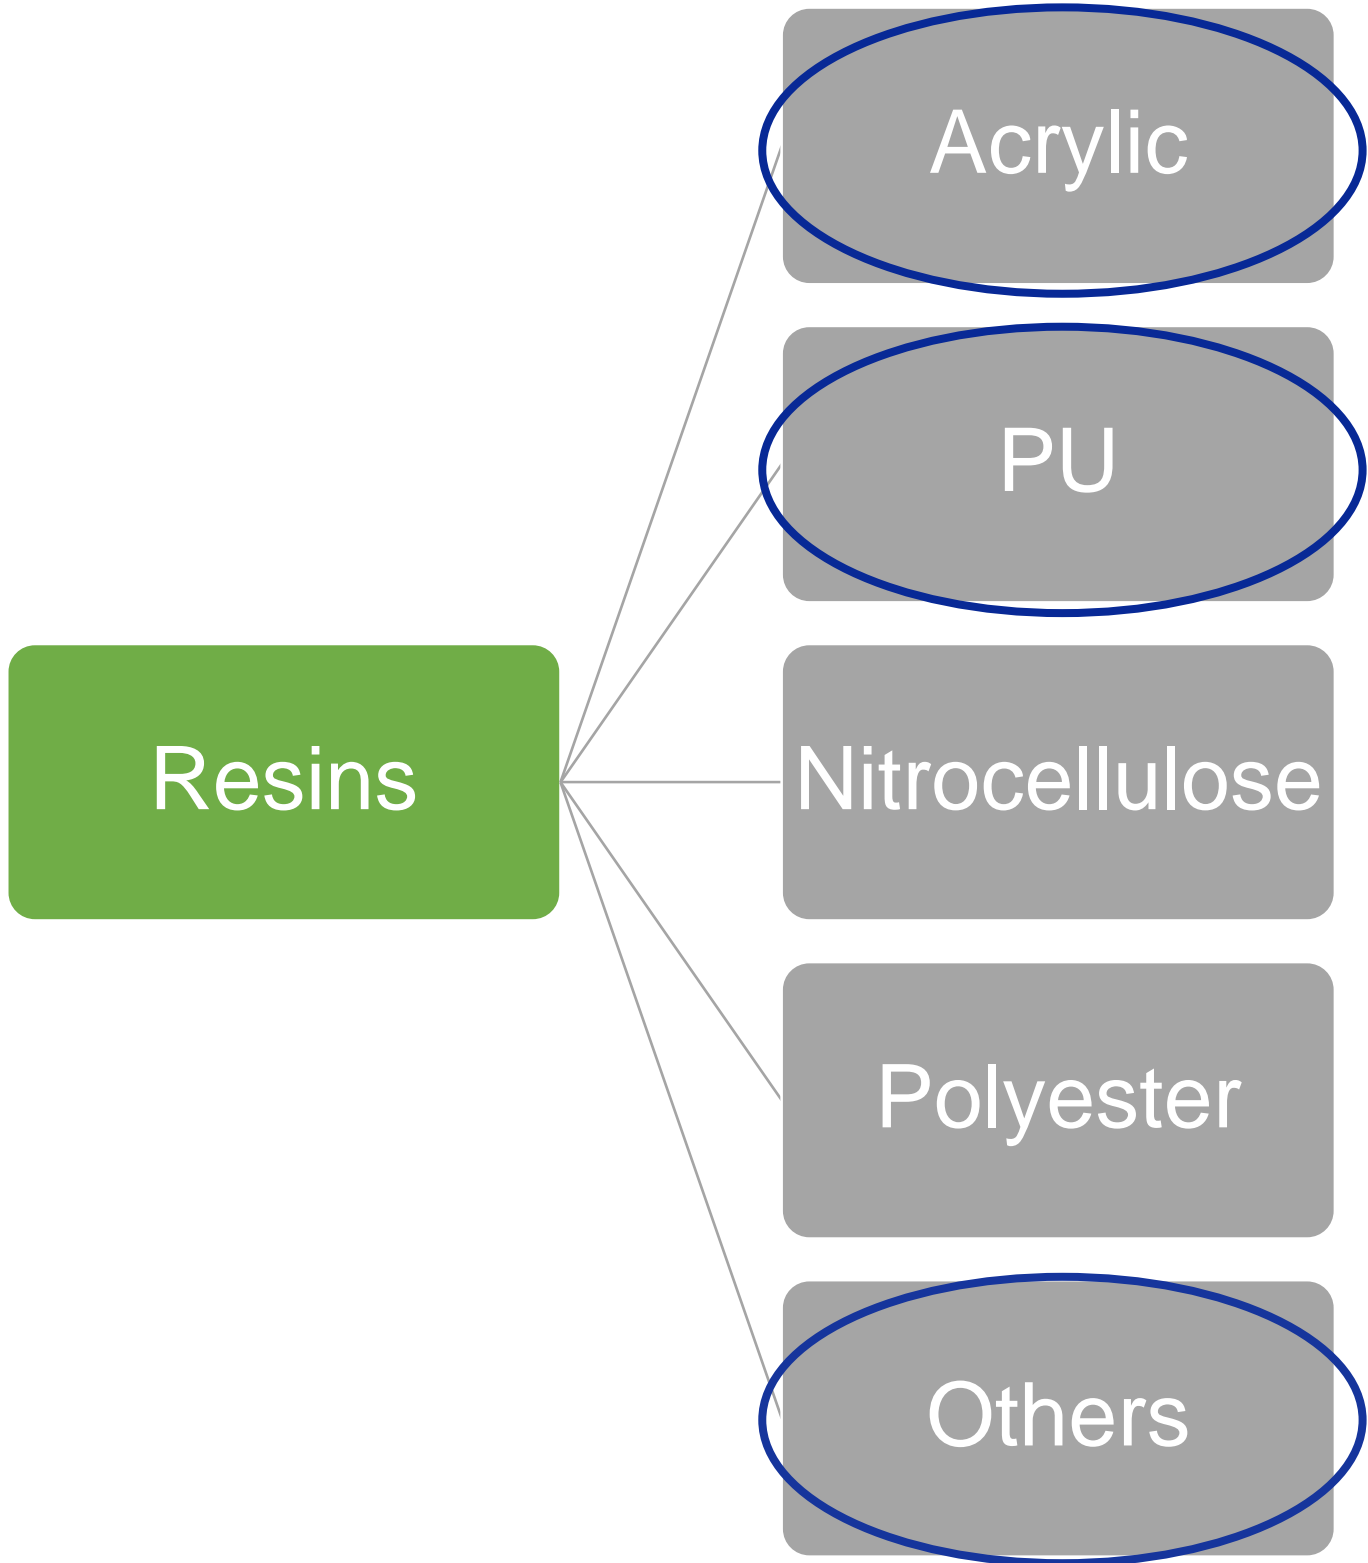 Acrylic
PU
Resins
Nitrocellulose
Polyester
Others